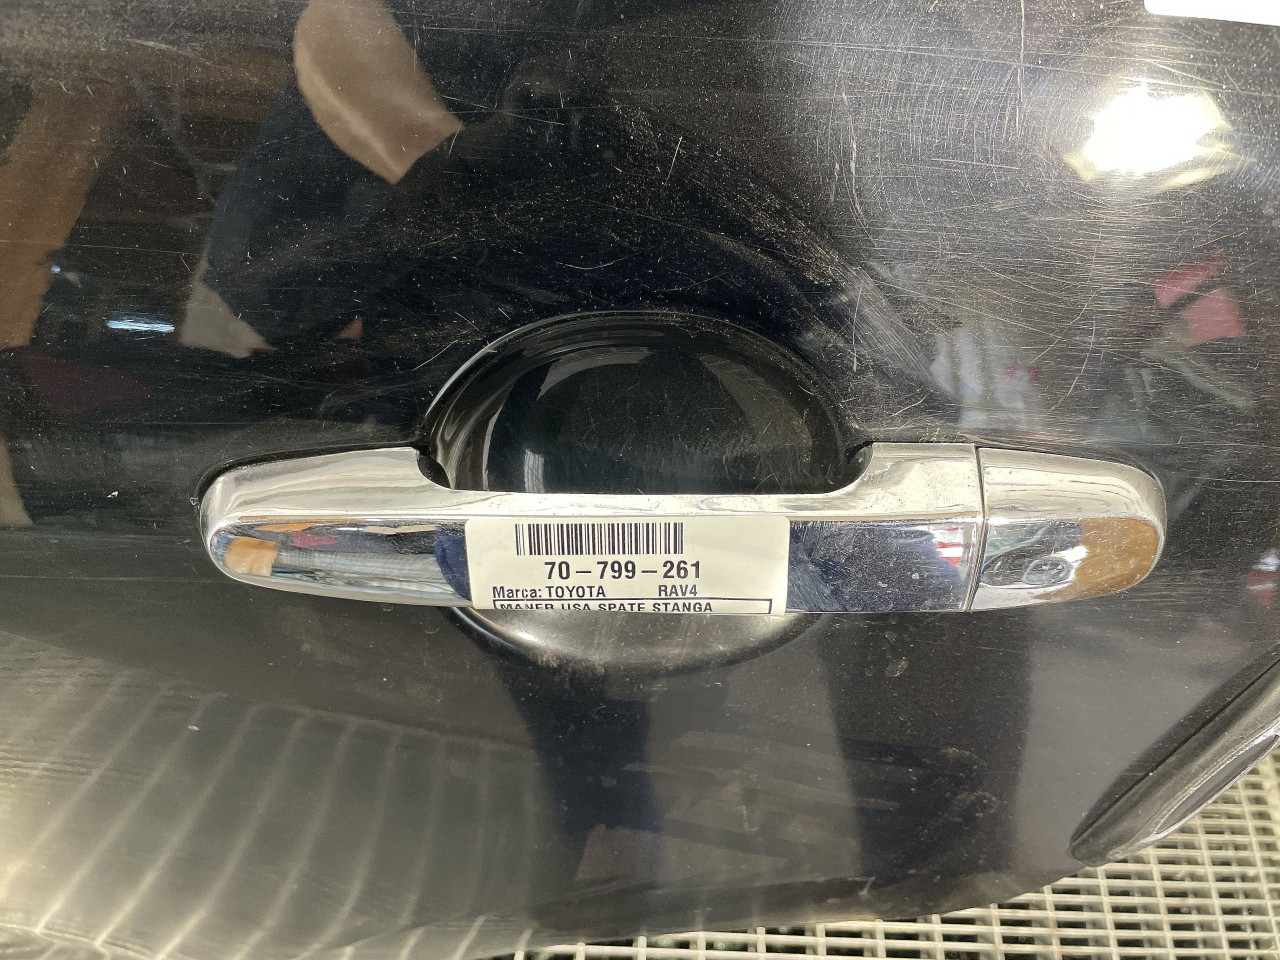 70-799-261
Marca: TOYOTA RAV4
MANER USA SPATE STANGA